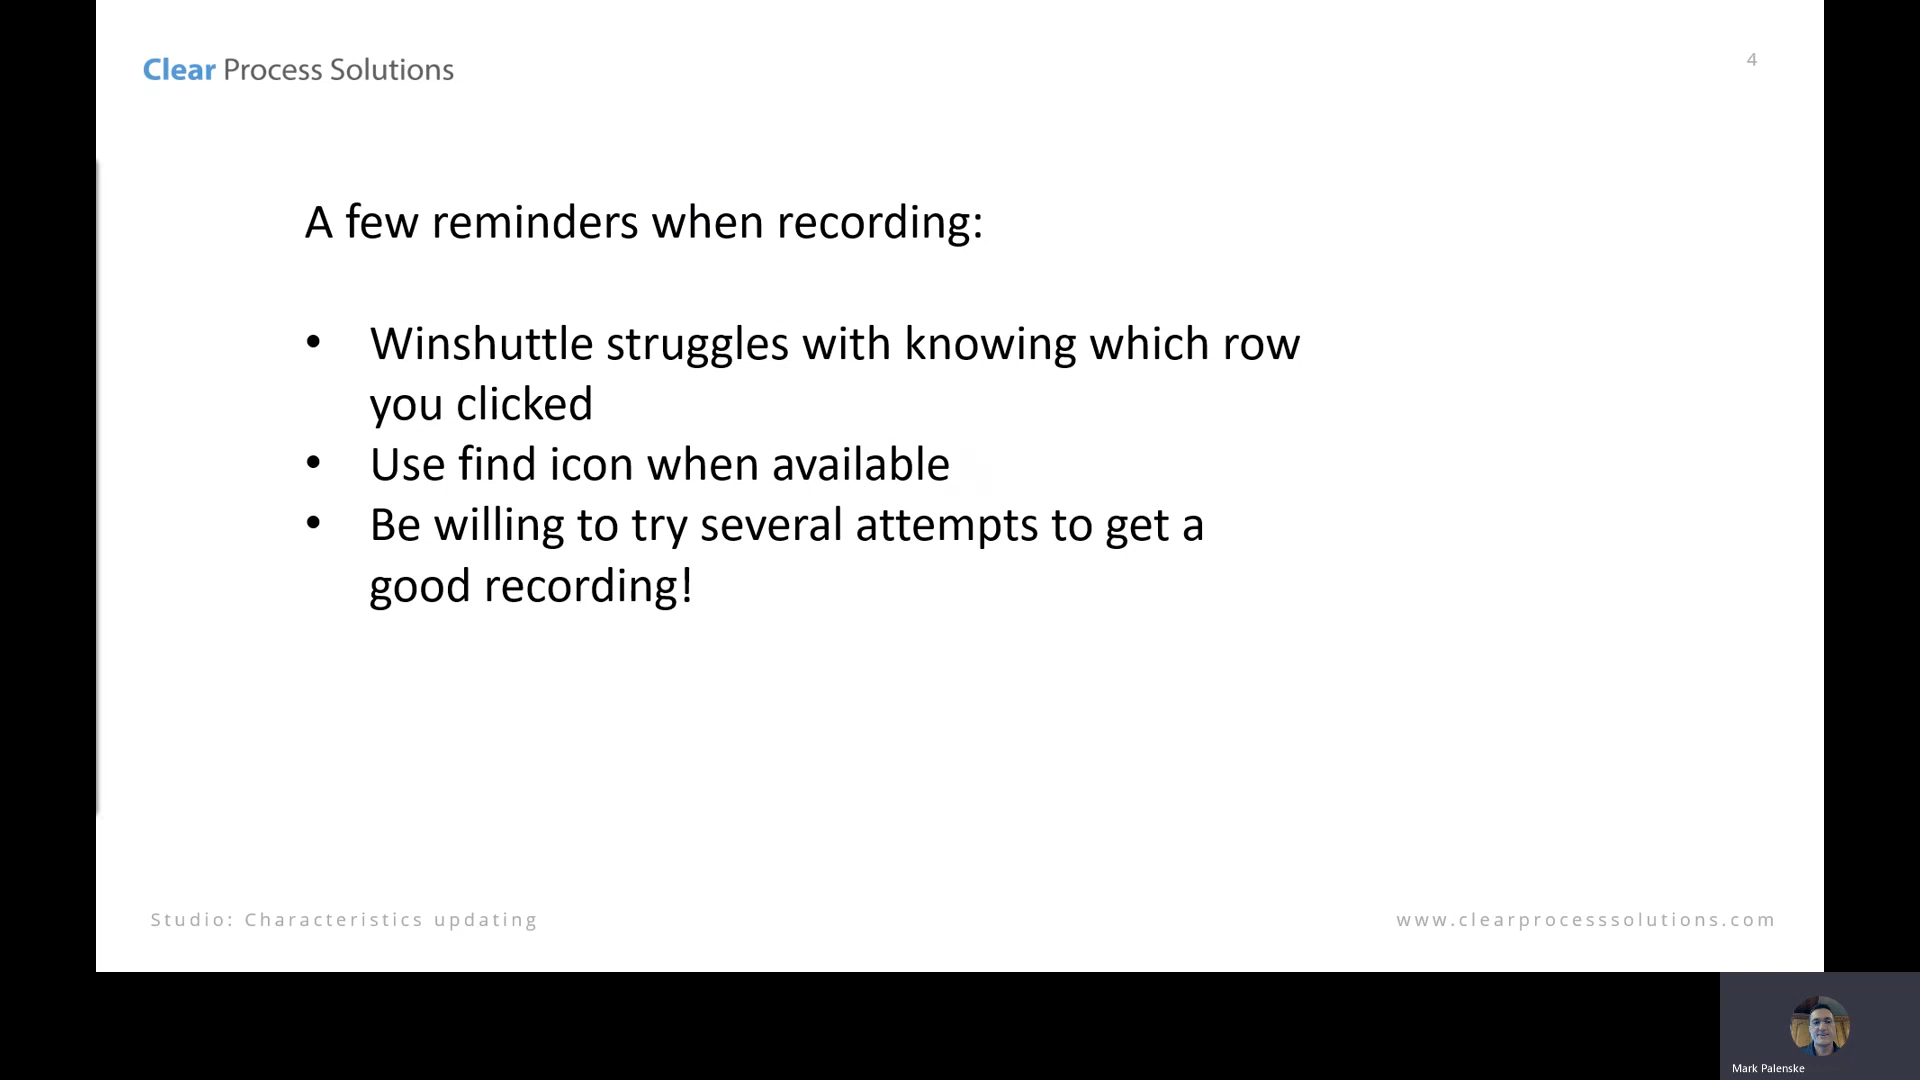 Clear Process Solutions
4
A few reminders when recording:
• Winshuttle struggles with knowing which row
you clicked
• Use find icon when available
• Be willing to try several attempts to get a
good recording!
Studio: Characteristics updating
www.clearprocesssolutions.com
Mark Palenske